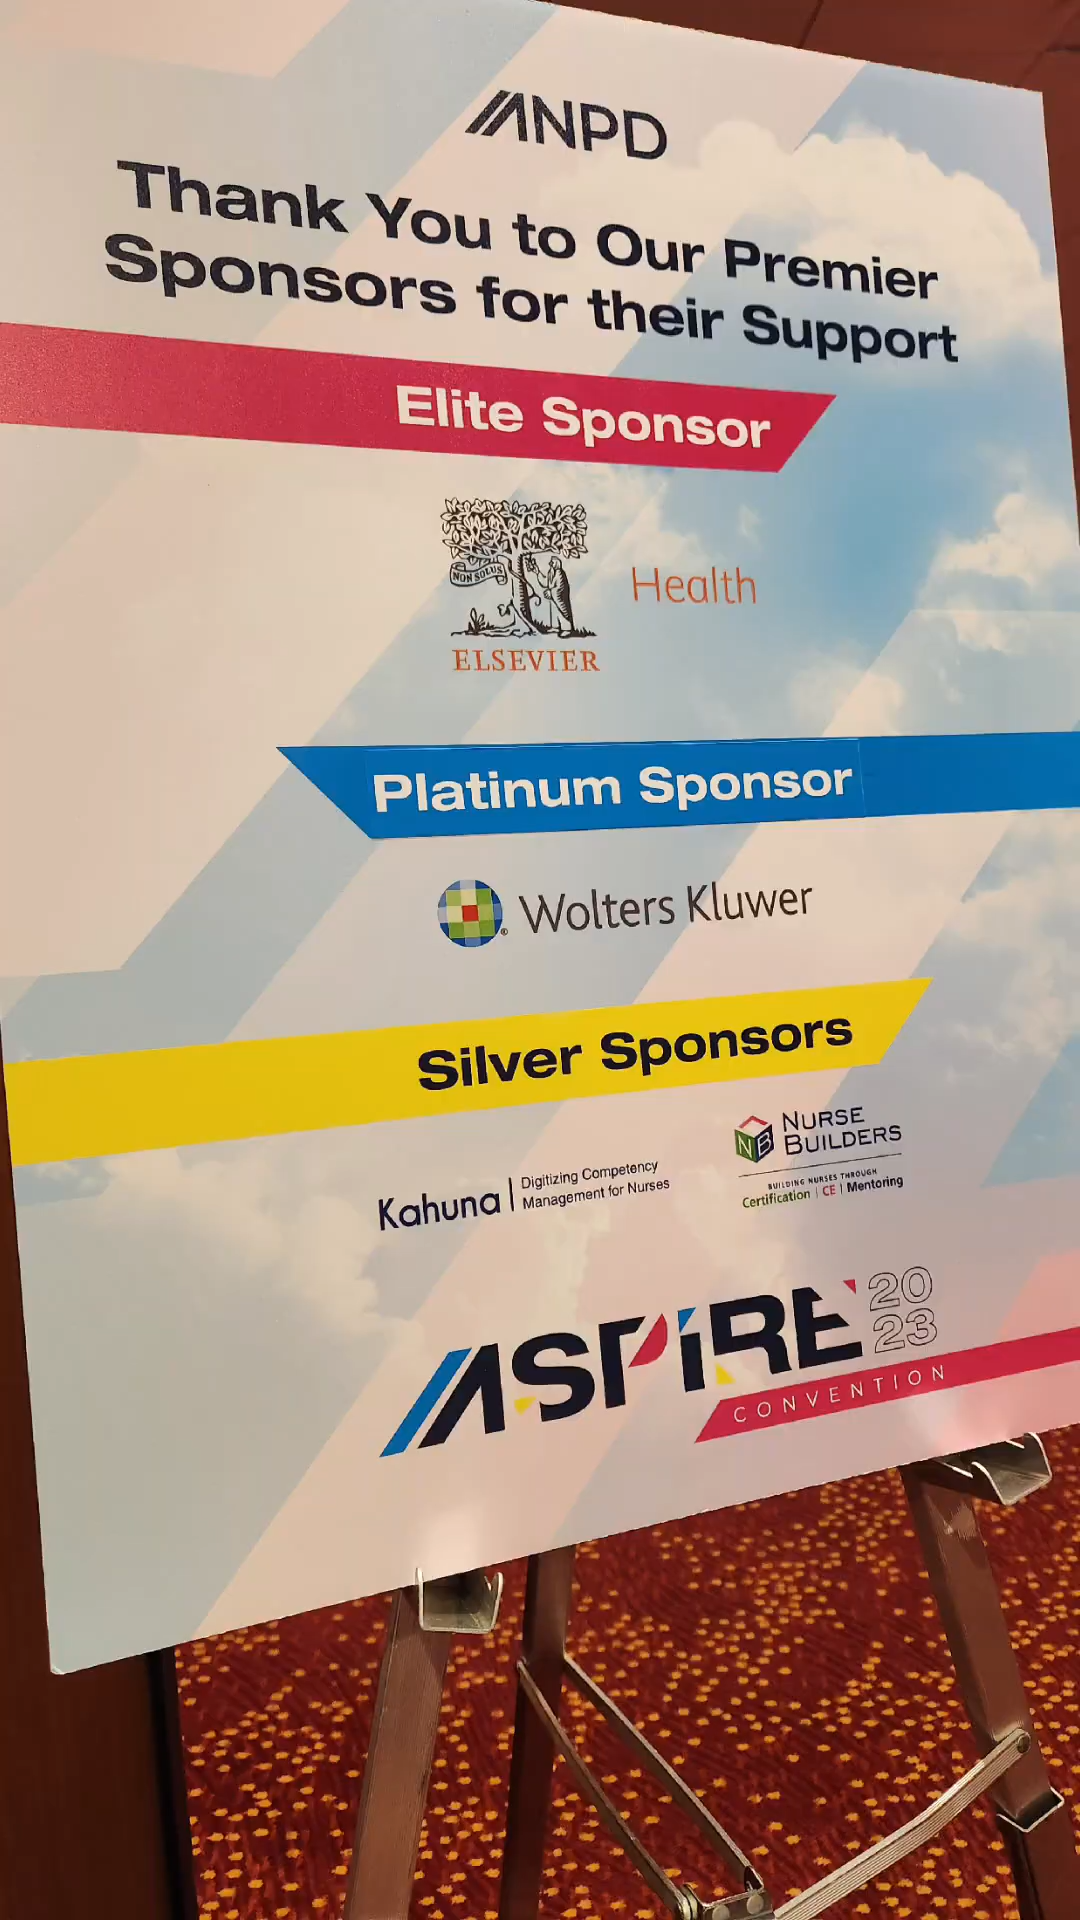 ANPD
Thank You to Our Premier
Sponsors for their Support
Elite Sponsor
NON SOLUS
Health
ELSEVIER
Platinum Sponsor
Wolters Kluwer
®
Silver Sponsors
Kahuna
Digitizing Competency
Management for Nurses
NB
NURSE
BUILDERS
BUILDING NURSES THROUGH
Certification | CE | Mentoring
ASPIRE
20
23
CONVENTION